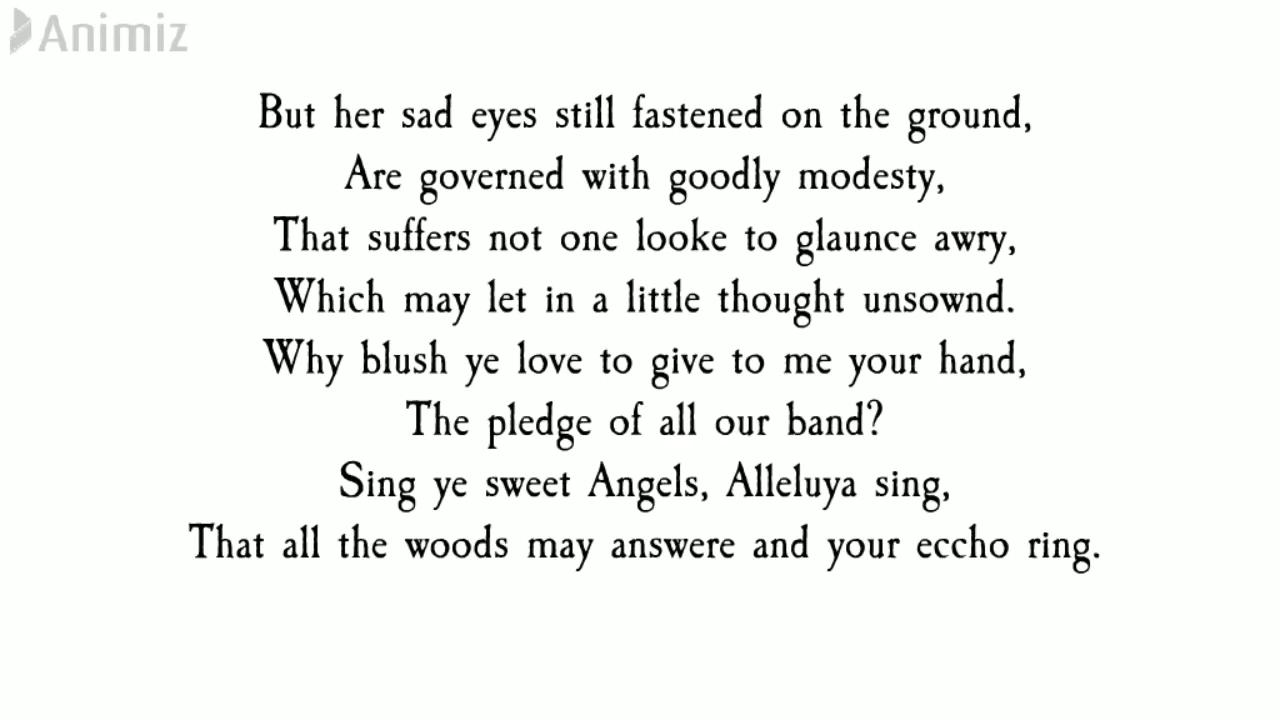 Animiz
But her sad eyes still fastened on the ground,
Are governed with goodly modesty,
That suffers not one looke to glaunce awry,
Which may let in a little thought unsownd.
Why blush ye love to give to me your hand,
The pledge of all our band?
Sing ye sweet Angels, Alleluya sing,
That all the woods may answere and your eccho ring.